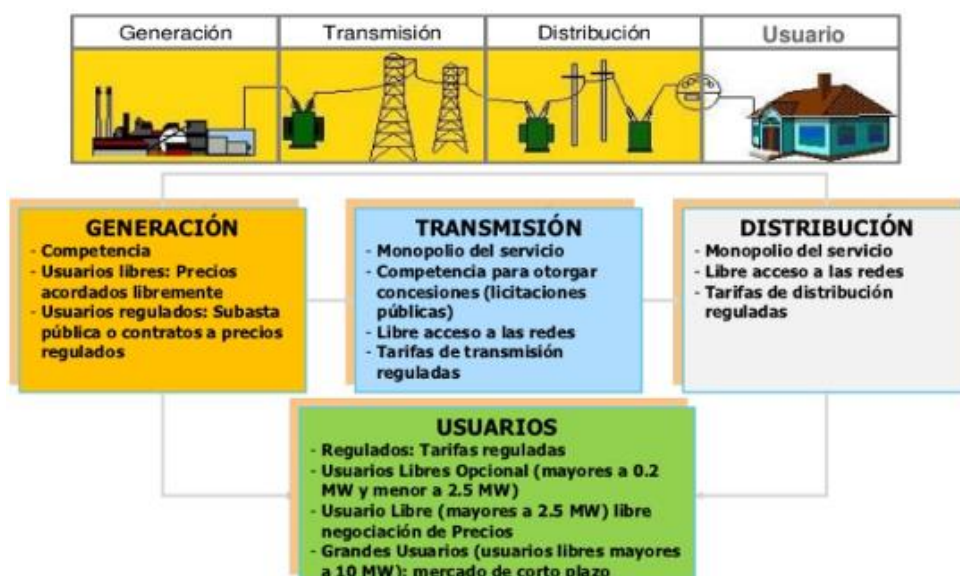 Generación
Transmisión
Distribución
Usuario
GENERACIÓN
- Competencia
- Usuarios libres: Precios
acordados libremente
- Usuarios regulados: Subasta
pública o contratos a precios
regulados
TRANSMISIÓN
- Monopolio del servicio
- Competencia para otorgar
concesiones (licitaciones
públicas)
- Libre acceso a las redes
- Tarifas de transmisión
reguladas
DISTRIBUCIÓN
- Monopolio del servicio
- Libre acceso a las redes
- Tarifas de distribución
reguladas
USUARIOS
- Regulados: Tarifas reguladas
- Usuarios Libres Opcional (mayores a 0.2
MW y menor a 2.5 MW)
- Usuario Libre (mayores a 2.5 MW) libre
negociación de Precios
- Grandes Usuarios (usuarios libres mayores
a 10 MW): mercado de corto plazo